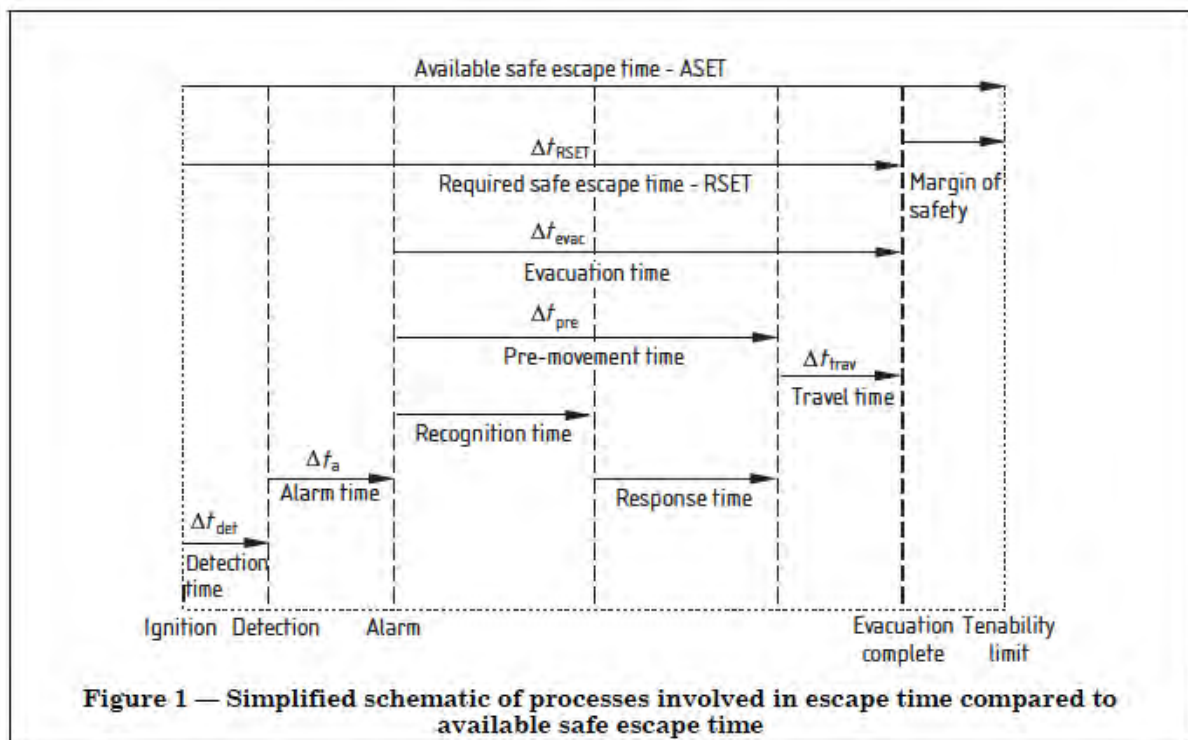 Available safe escape time - ASET
Δt_RSET
Required safe escape time - RSET
Margin of
safety
Δt_evac
Evacuation time
Δt_pre
Pre-movement time
Δt_trav
Travel time
Recognition time
Δt_a
Alarm time
Response time
Δt_det
Detection
time
Ignition Detection Alarm Evacuation Tenability
complete limit
Figure 1 — Simplified schematic of processes involved in escape time compared to
available safe escape time